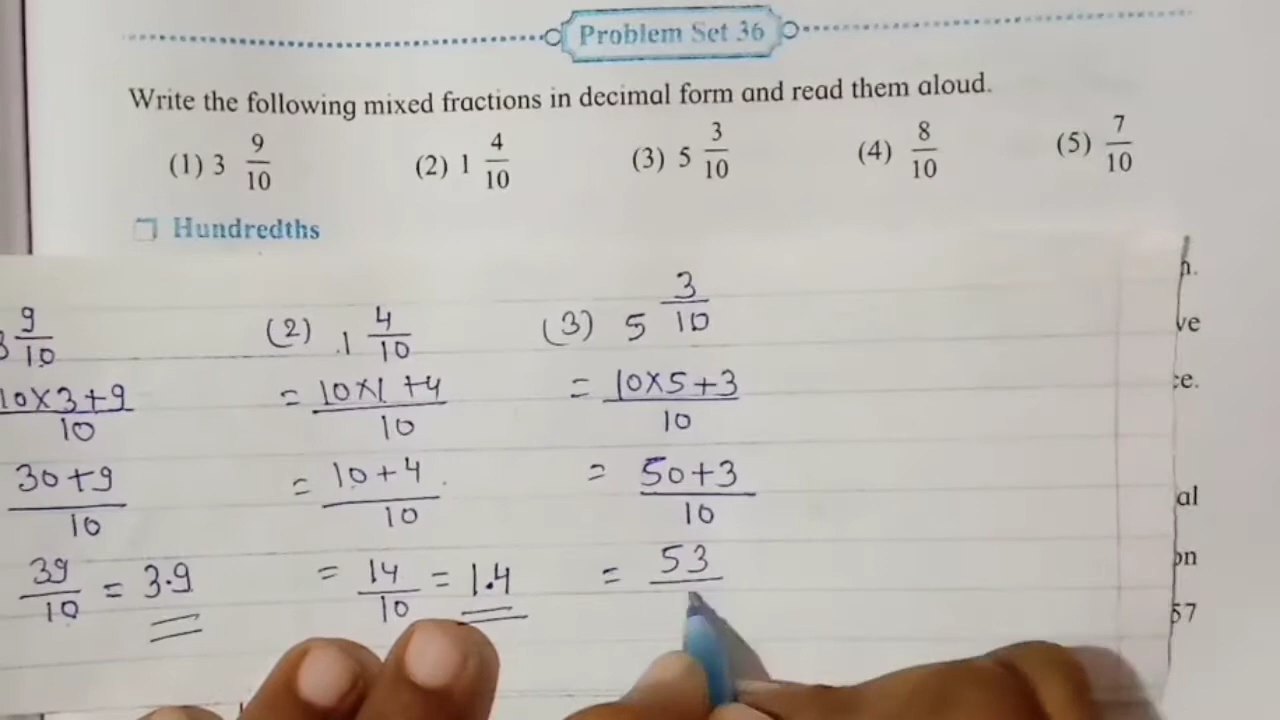 Problem Set 36
Write the following mixed fractions in decimal form and read them aloud.
(1) 3 9/10 (2) 1 4/10 (3) 5 3/10 (4) 8/10 (5) 7/10
Hundredths
9/10 (2) 1 4/10 (3) 5 3/10
10×3+9/10 = 10×1+4/10 = 10×5+3/10
30+9/10 = 10+4/10 = 50+3/10
39/10 = 3.9 = 14/10 = 1.4 = 53
ve
al
57